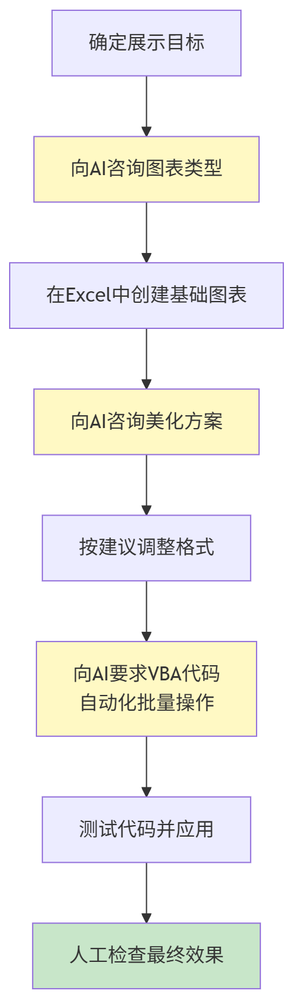 确定展示目标
向AI咨询图表类型
在Excel中创建基础图表
向AI咨询美化方案
按建议调整格式
向AI要求VBA代码
自动化批量操作
测试代码并应用
人工检查最终效果